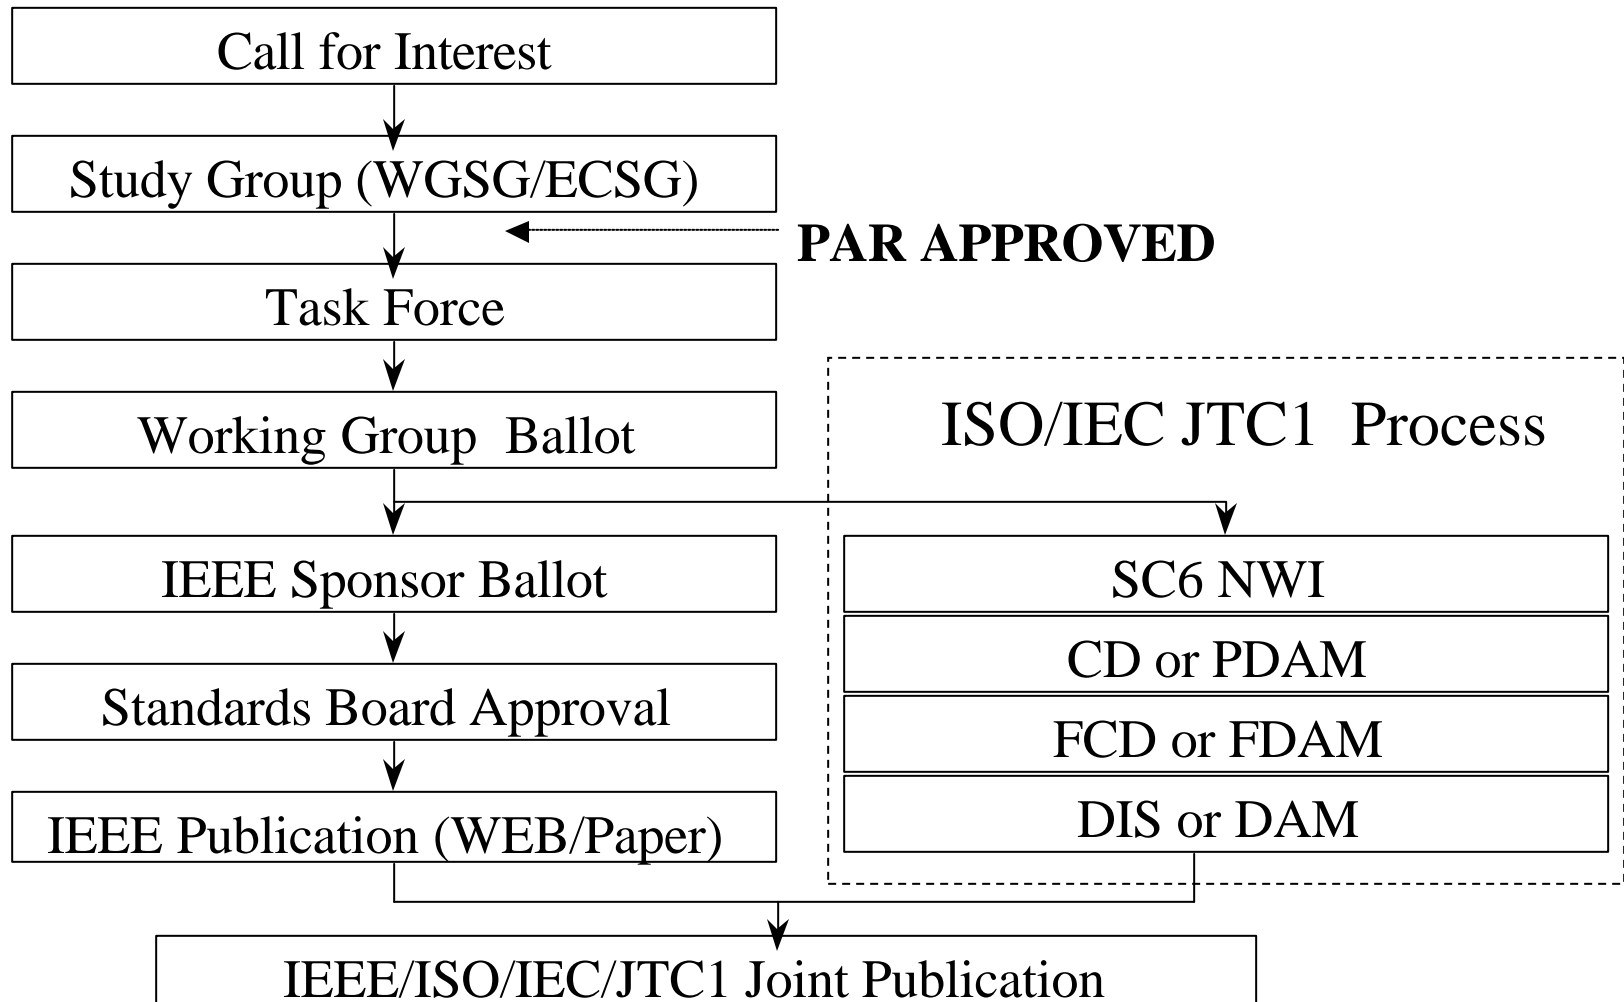 Call for Interest
Study Group (WGSG/ECSG)
PAR APPROVED
Task Force
Working Group  Ballot
ISO/IEC JTC1  Process
IEEE Sponsor Ballot
Standards Board Approval
IEEE Publication (WEB/Paper)
SC6 NWI
CD or PDAM
FCD or FDAM
DIS or DAM
IEEE/ISO/IEC/JTC1 Joint Publication